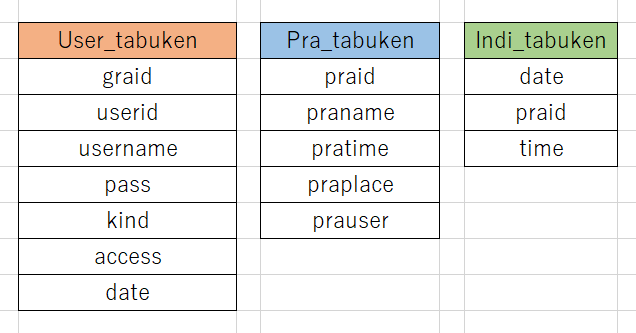 User_tabuken
graid
userid
username
pass
kind
access
date
Pra_tabuken
praid
praname
pratime
praplace
prauser
Indi_tabuken
date
praid
time